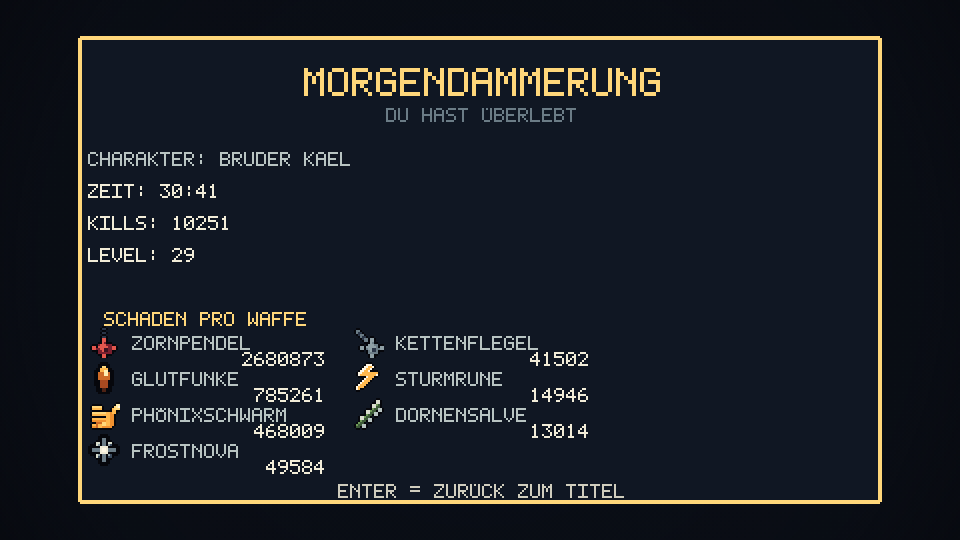 MORGENDAMMERUNG
DU HAST ÜBERLEBT
CHARAKTER: BRUDER KAEL
ZEIT: 30:41
KILLS: 10251
LEVEL: 29
SCHADEN PRO WAFFE
ZORNPENDEL
2680873
GLUTFUNKE
785261
PHÖNIXSCHWARM
468009
FROSTNOVA
49584
KETTENFLEGEL
41502
STURMRUNE
14946
DORNENSALVE
13014
ENTER = ZURÜCK ZUM TITEL